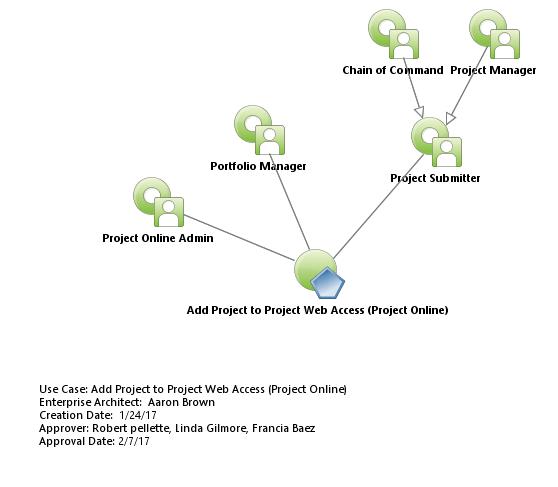 Chain of Command
Project Manager
Portfolio Manager
Project Submitter
Project Online Admin
Add Project to Project Web Access (Project Online)
Use Case: Add Project to Project Web Access (Project Online)
Enterprise Architect:  Aaron Brown
Creation Date:  1/24/17
Approver: Robert pellette, Linda Gilmore, Francia Baez
Approval Date: 2/7/17